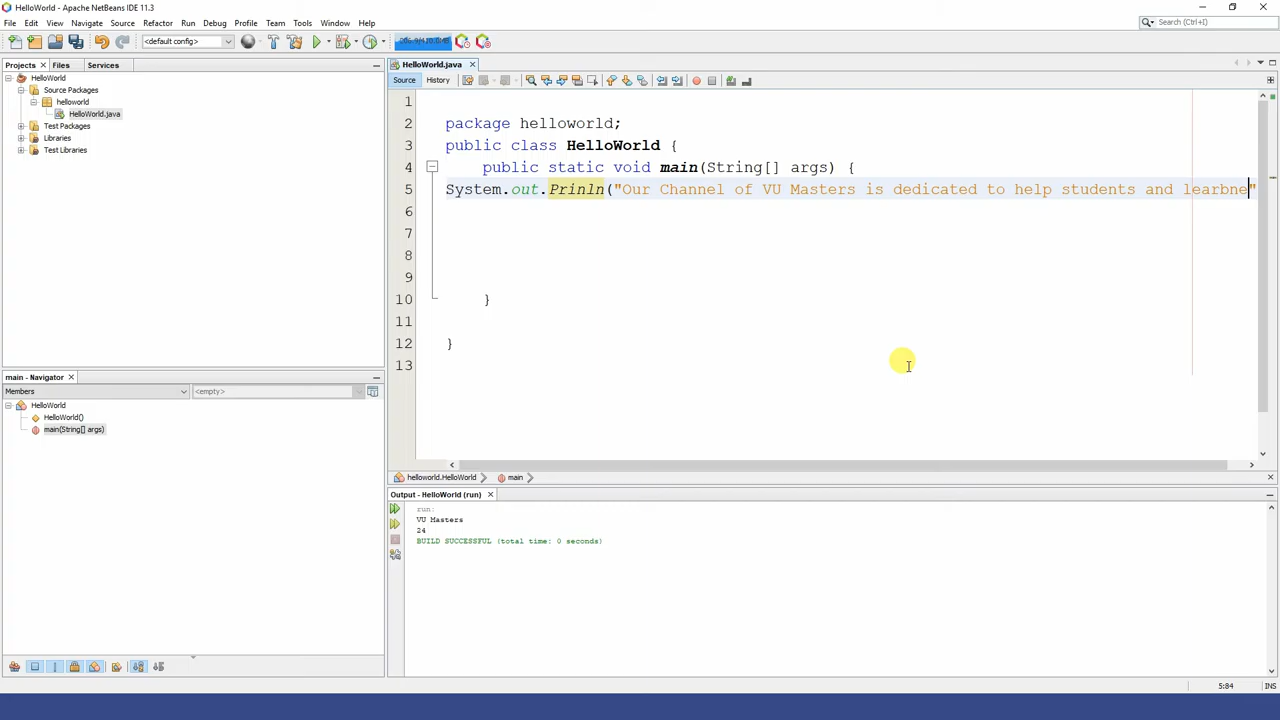 HelloWorld - Apache NetBeans IDE 11.3
File Edit View Navigate Source Refactor Run Debug Profile Team Tools Window Help
Search (Ctrl+I)
<default config>
Projects Files Services
HelloWorld
Source Packages
helloworld
HelloWorld.java
Test Packages
Libraries
Test Libraries
main - Navigator
Members <empty>
HelloWorld
HelloWorld()
main(String[] args)
HelloWorld.java
Source History
1
2 package helloworld;
3 public class HelloWorld {
4 public static void main(String[] args) {
5 System.out.Prinln("Our Channel of VU Masters is dedicated to help students and learbne"
6
7
8
9
10 }
11
12 }
13
helloworld.HelloWorld main
Output - HelloWorld (run)
run:
VU Masters
24
BUILD SUCCESSFUL (total time: 0 seconds)
5:84 INS